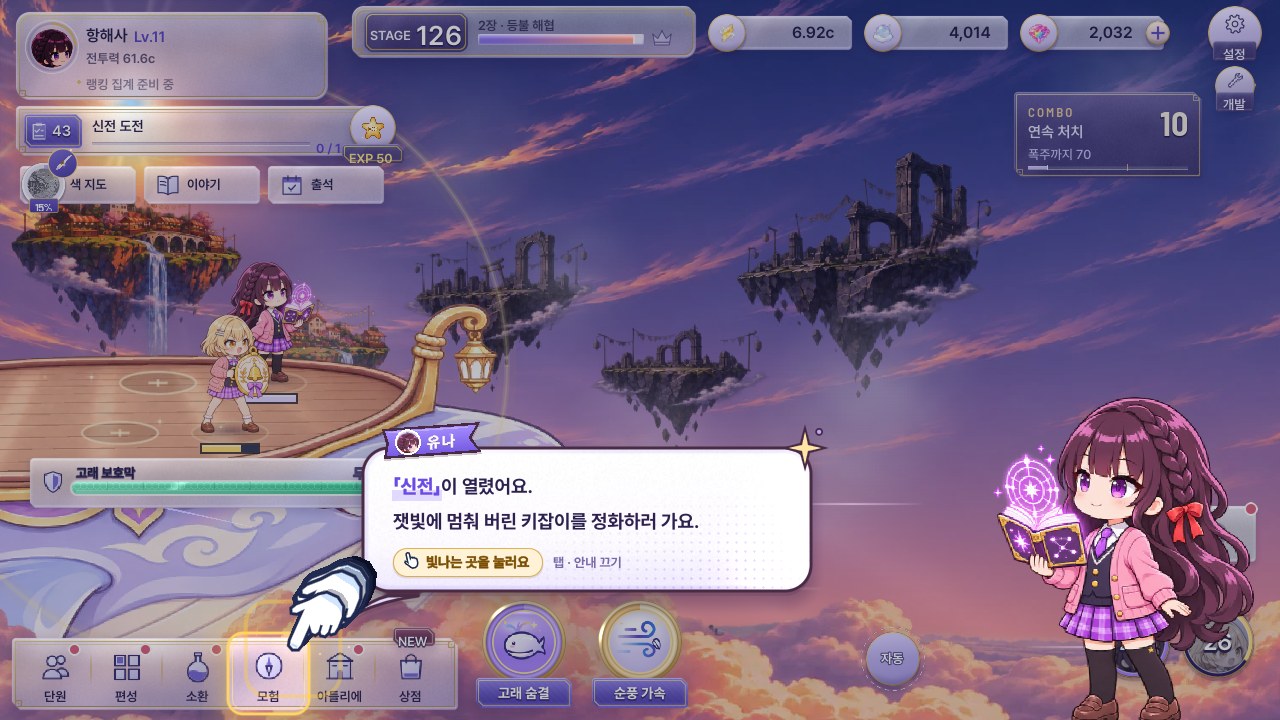 항해사 Lv.11
전투력 61.6c
랭킹 집계 준비 중
STAGE 126
2장 · 등불 해협
6.92c
4,014
2,032
설정
개발
43
신전 도전
0 / 1
EXP 50
색 지도
15%
이야기
출석
COMBO
연속 처치
10
폭주까지 70
고래 보호막
유나
「신전」이 열렸어요.
잿빛에 멈춰 버린 키잡이를 정화하러 가요.
빛나는 곳을 눌러요
탭 · 안내 끄기
단원
편성
소환
모험
아틀리에
NEW
상점
고래 숨결
순풍 가속
자동